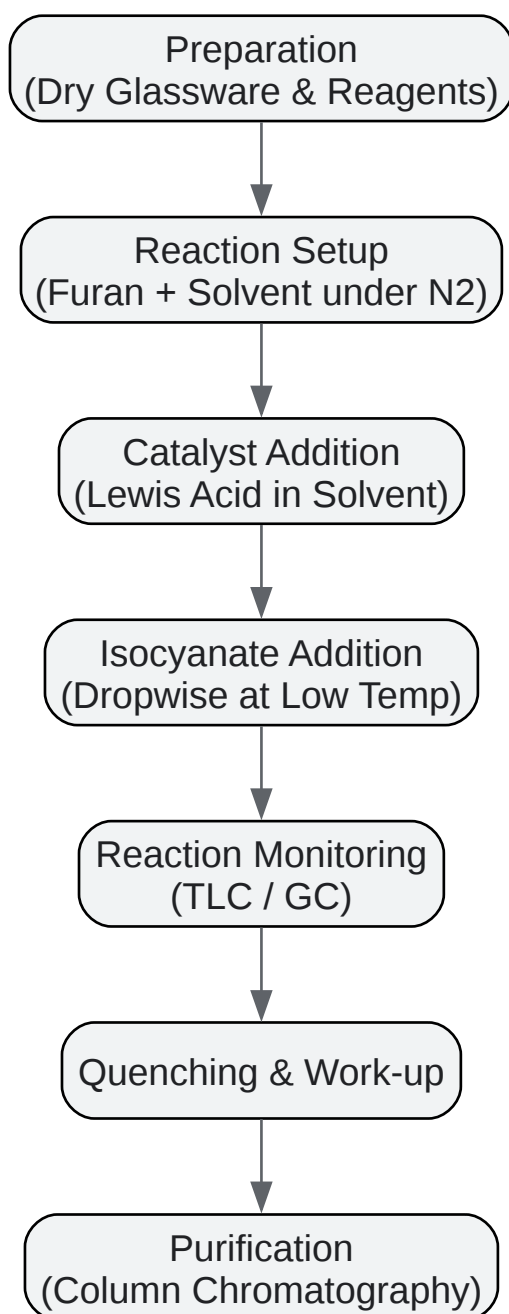 Preparation
(Dry Glassware & Reagents)
Reaction Setup
(Furan + Solvent under N2)
Catalyst Addition
(Lewis Acid in Solvent)
Isocyanate Addition
(Dropwise at Low Temp)
Reaction Monitoring
(TLC / GC)
Quenching & Work-up
Purification
(Column Chromatography)